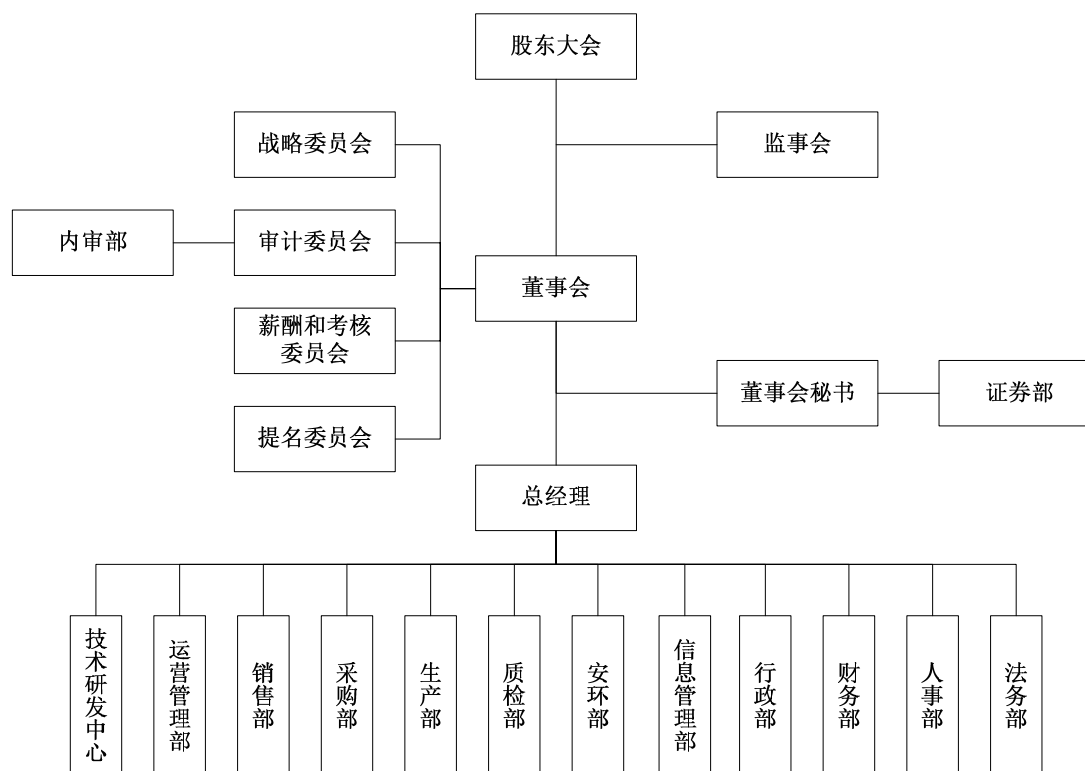 股东大会
战略委员会
监事会
内审部
审计委员会
董事会
薪酬和考核
委员会
董事会秘书
证券部
提名委员会
总经理
技术研发中心
运营管理部
销售部
采购部
生产部
质检部
安环部
信息管理部
行政部
财务部
人事部
法务部